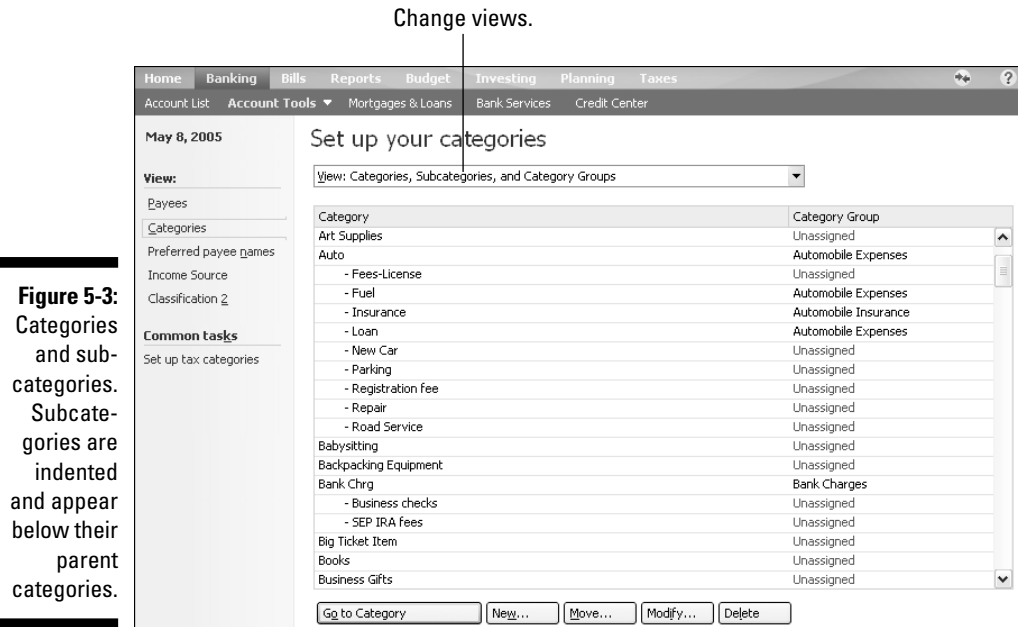 Change views.
Home Banking Bills Reports Budget Investing Planning Taxes
?
Account List Account Tools Mortgages & Loans Bank Services Credit Center
May 8, 2005
View:
Payees
Categories
Preferred payee names
Income Source
Classification 2
Common tasks
Set up tax categories
Set up your categories
View: Categories, Subcategories, and Category Groups
Category Category Group
Art Supplies Unassigned
Auto Automobile Expenses
- Fees-License Unassigned
- Fuel Automobile Expenses
- Insurance Automobile Insurance
- Loan Automobile Expenses
- New Car Unassigned
- Parking Unassigned
- Registration fee Unassigned
- Repair Unassigned
- Road Service Unassigned
Babysitting Unassigned
Backpacking Equipment Unassigned
Bank Chrg Bank Charges
- Business checks Unassigned
- SEP IRA fees Unassigned
Big Ticket Item Unassigned
Books Unassigned
Business Gifts Unassigned
Go to Category New... Move... Modify... Delete
Figure 5-3:
Categories
and sub-
categories.
Subcate-
gories are
indented
and appear
below their
parent
categories.